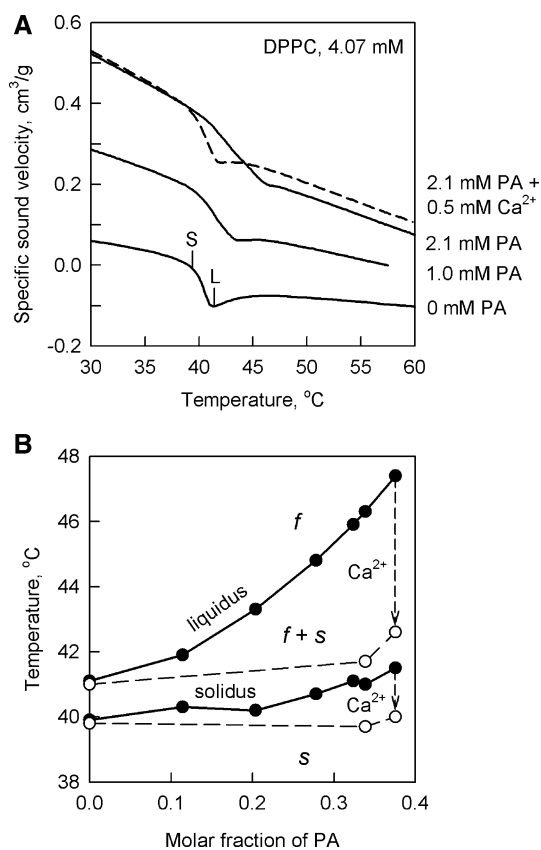 A
DPPC, 4.07 mM
Specific sound velocity, cm³/g
0.6
0.4
0.2
0.0
-0.2
S
L
2.1 mM PA +
0.5 mM Ca²⁺
2.1 mM PA
1.0 mM PA
0 mM PA
30 35 40 45 50 55 60
Temperature, °C
B
Temperature, °C
48
46
44
42
40
38
f
liquidus
Ca²⁺
f + s
solidus
Ca²⁺
s
0.0 0.1 0.2 0.3 0.4
Molar fraction of PA